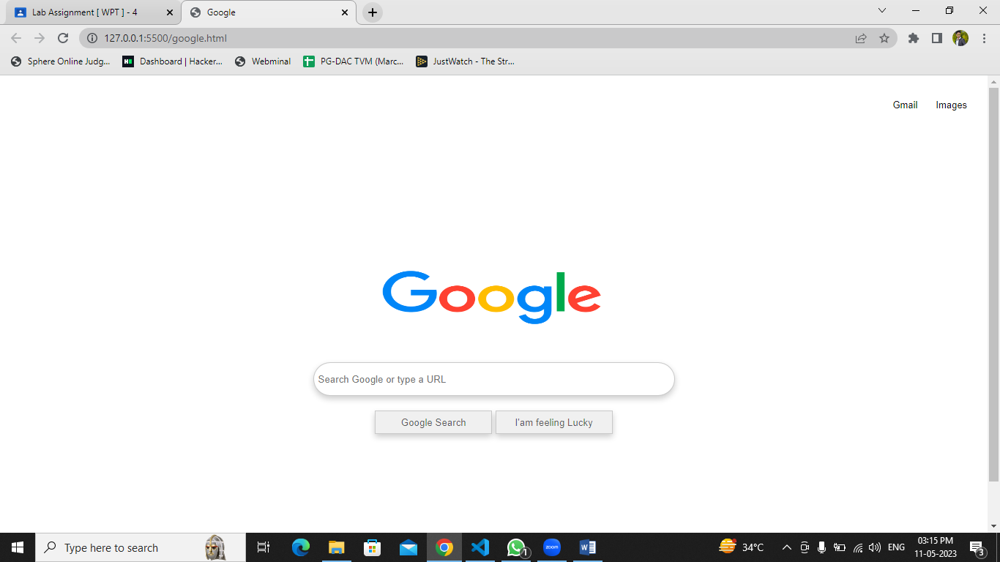 Lab Assignment [ WPT ] - 4
Google
127.0.0.1:5500/google.html
Sphere Online Judg...
Dashboard | Hacker...
Webminal
PG-DAC TVM (Marc...
JustWatch - The Str...
Gmail
Images
Google
Search Google or type a URL
Google Search
I'am feeling Lucky
Type here to search
zoom
1
34°C
ENG
03:15 PM
11-05-2023
3